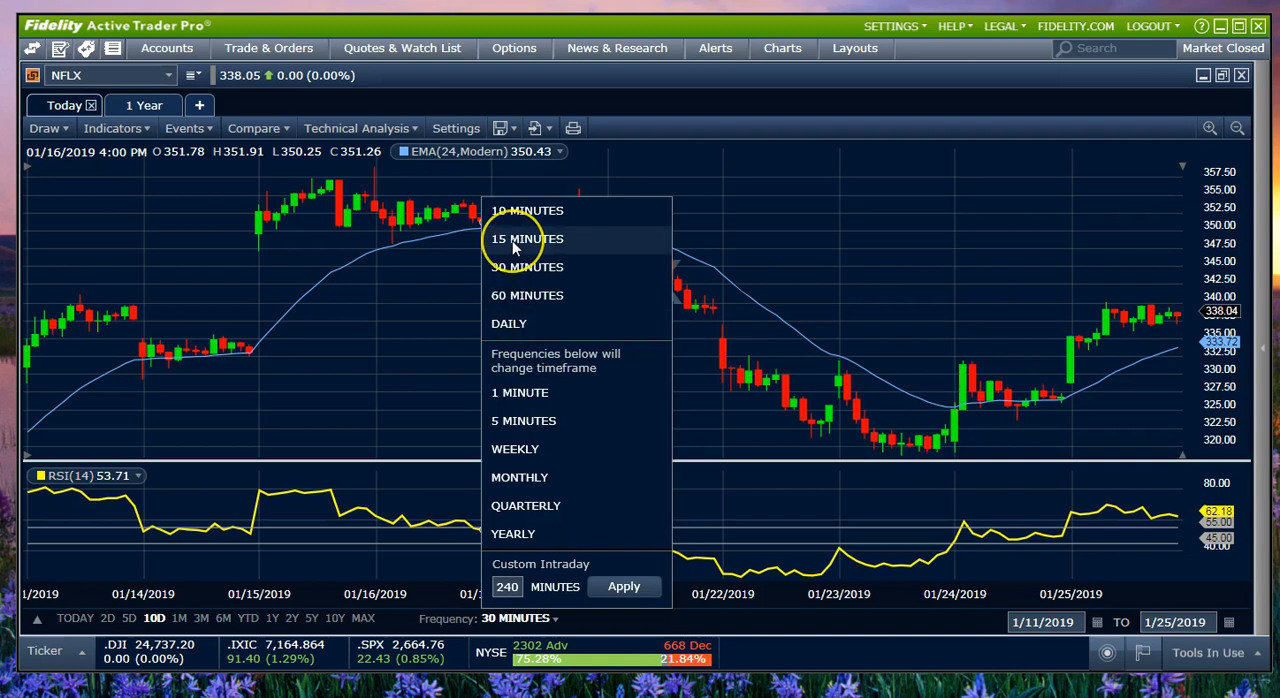 Fidelity Active Trader Pro®
SETTINGS HELP LEGAL FIDELITY.COM LOGOUT ?
Accounts Trade & Orders Quotes & Watch List Options News & Research Alerts Charts Layouts Search Market Closed
NFLX 338.05 0.00 (0.00%)
Today 1 Year +
Draw Indicators Events Compare Technical Analysis Settings
01/16/2019 4:00 PM O 351.78 H 351.91 L 350.25 C 351.26 EMA(24,Modern) 350.43
357.50
355.00
352.50
350.00
347.50
345.00
342.50
340.00
338.04
335.00
333.72
332.50
330.00
327.50
325.00
322.50
320.00
10 MINUTES
15 MINUTES
30 MINUTES
60 MINUTES
DAILY
Frequencies below will
change timeframe
1 MINUTE
5 MINUTES
WEEKLY
MONTHLY
QUARTERLY
YEARLY
Custom Intraday
240 MINUTES Apply
RSI(14) 53.71
80.00
62.18
55.00
45.00
40.00
1/2019 01/14/2019 01/15/2019 01/16/2019 01/1 01/22/2019 01/23/2019 01/24/2019 01/25/2019
TODAY 2D 5D 10D 1M 3M 6M YTD 1Y 2Y 5Y 10Y MAX Frequency: 30 MINUTES 1/11/2019 TO 1/25/2019
Ticker .DJI 24,737.20 .IXIC 7,164.864 .SPX 2,664.76 NYSE 2302 Adv 668 Dec Tools In Use
0.00 (0.00%) 91.40 (1.29%) 22.43 (0.85%) 75.28% 21.84%